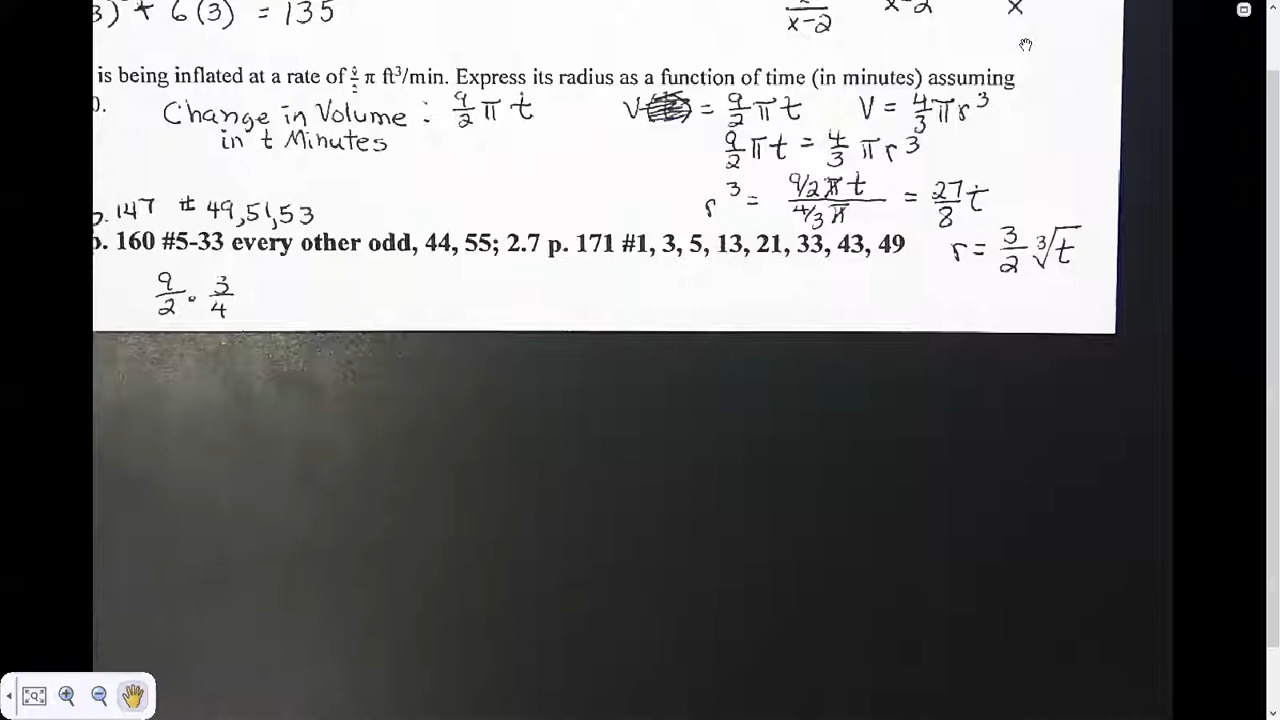 3) + 6 (3) = 135
x-2 x-2 x
is being inflated at a rate of 9/2 π ft³/min. Express its radius as a function of time (in minutes) assuming
0.
Change in Volume : 9/2 π t
in t Minutes
V = 9/2 π t V = 4/3 π r³
9/2 π t = 4/3 π r³
r³ = 9/2 π t / 4/3 π = 27/8 t
p. 147 # 49,51,53
p. 160 #5-33 every other odd, 44, 55; 2.7 p. 171 #1, 3, 5, 13, 21, 33, 43, 49
r = 3/2 ∛t
9/2 · 3/4